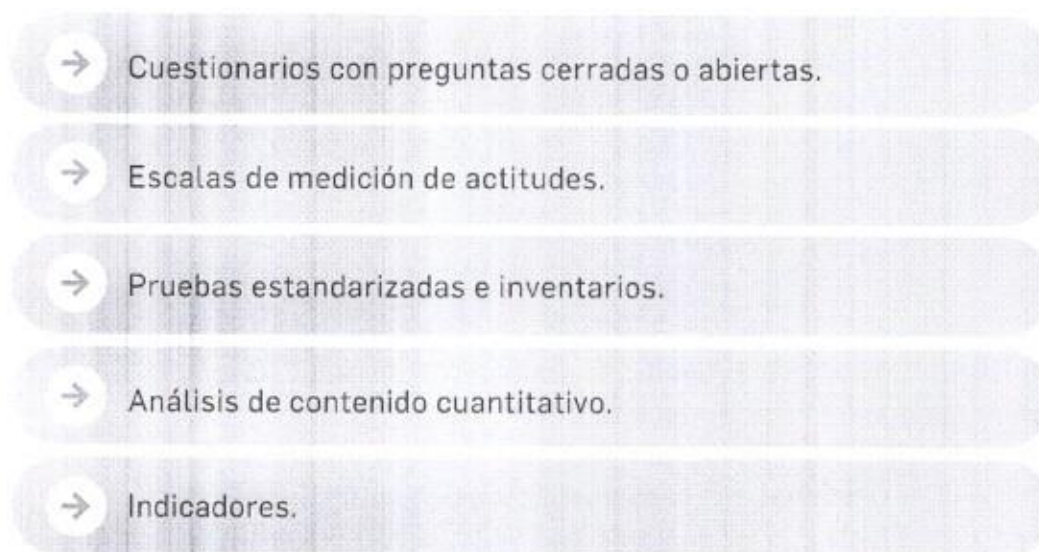 Cuestionarios con preguntas cerradas o abiertas.
Escalas de medición de actitudes.
Pruebas estandarizadas e inventarios.
Análisis de contenido cuantitativo.
Indicadores.